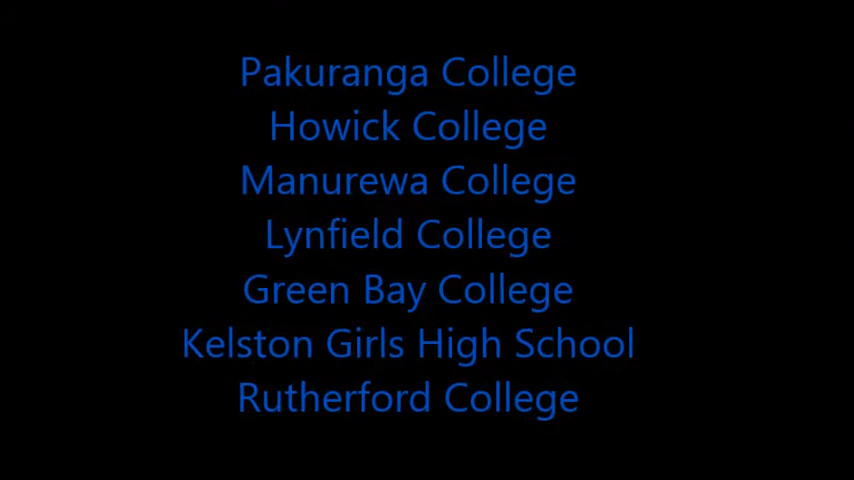 Pakuranga College
Howick College
Manurewa College
Lynfield College
Green Bay College
Kelston Girls High School
Rutherford College